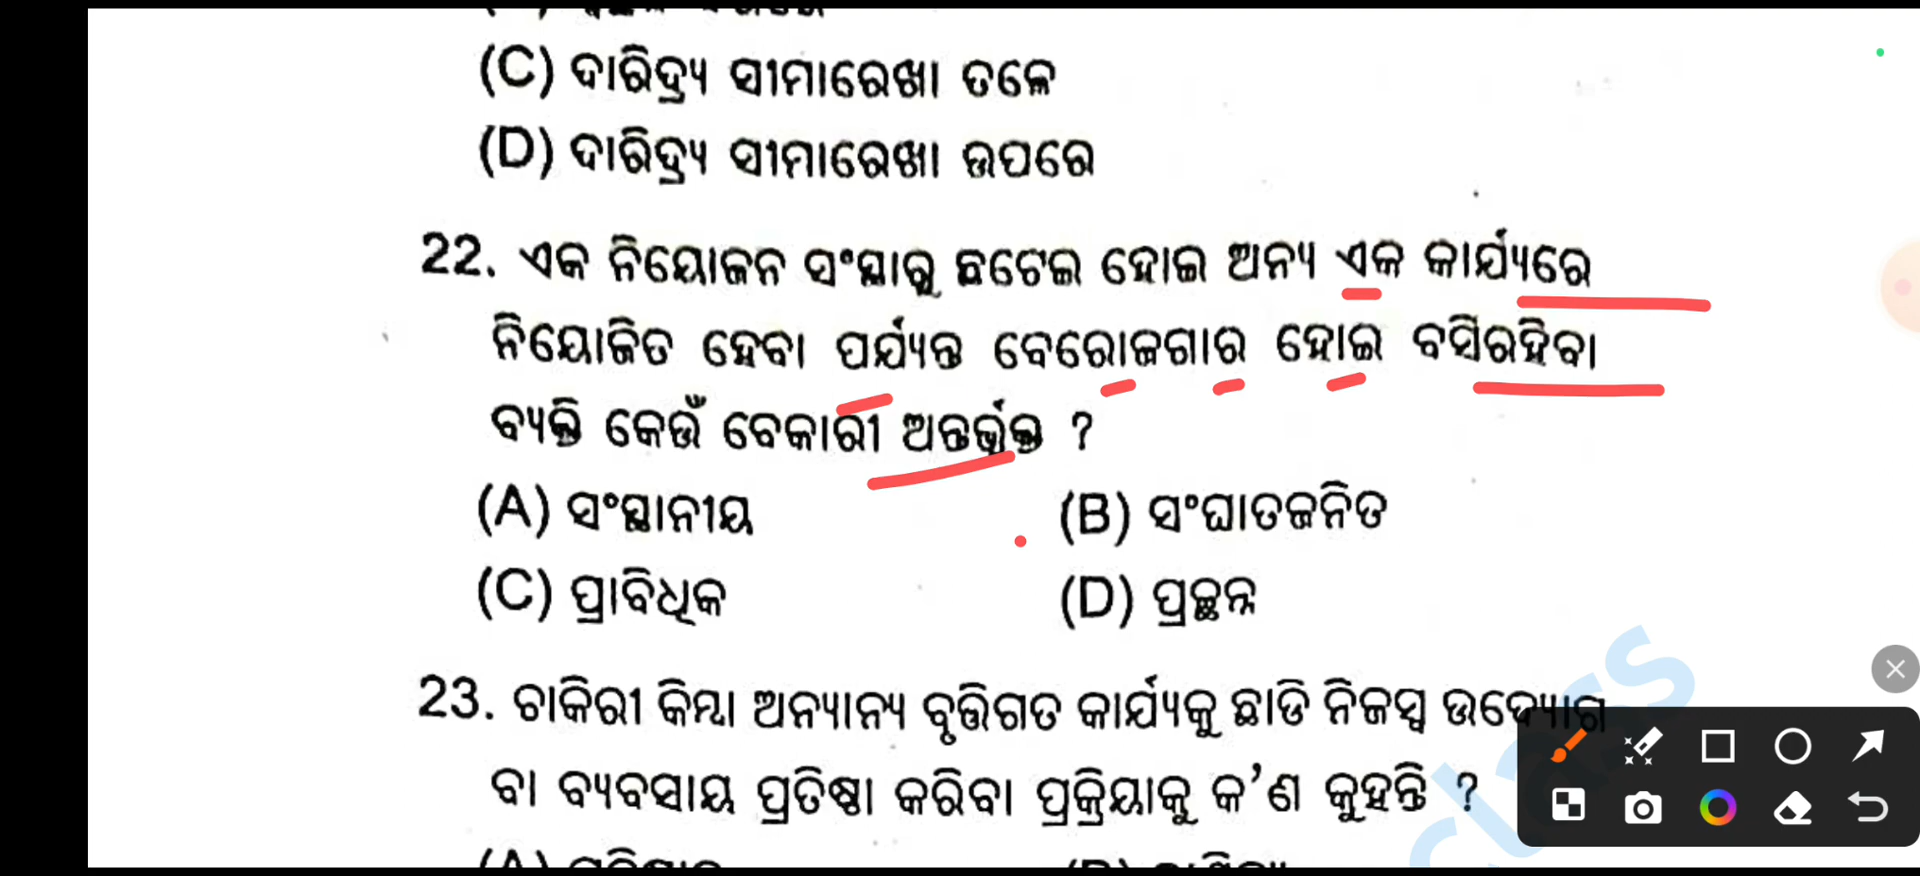 (C) ଦାରିଦ୍ର୍ୟ ସୀମାରେଖା ତଳେ
(D) ଦାରିଦ୍ର୍ୟ ସୀମାରେଖା ଉପରେ
22. ଏକ ନିୟୋଜନ ସଂସ୍ଥାରୁ ଛଟେଇ ହୋଇ ଅନ୍ୟ ଏକ କାର୍ଯ୍ୟରେ
ନିୟୋଜିତ ହେବା ପର୍ଯ୍ୟନ୍ତ ବେରୋଜଗାର ହୋଇ ବସିରହିବା
ବ୍ୟକ୍ତି କେଉଁ ବେକାରୀ ଅନ୍ତର୍ଭୁକ୍ତ ?
(A) ସଂସ୍ଥାନୀୟ (B) ସଂଘାତଜନିତ
(C) ପ୍ରାବିଧିକ (D) ପ୍ରଚ୍ଛନ୍ନ
23. ଚାକିରୀ କିମ୍ବା ଅନ୍ୟାନ୍ୟ ବୃତ୍ତିଗତ କାର୍ଯ୍ୟକୁ ଛାଡି ନିଜସ୍ୱ ଉଦ୍ୟୋଗ
ବା ବ୍ୟବସାୟ ପ୍ରତିଷ୍ଠା କରିବା ପ୍ରକ୍ରିୟାକୁ କ'ଣ କୁହନ୍ତି ?